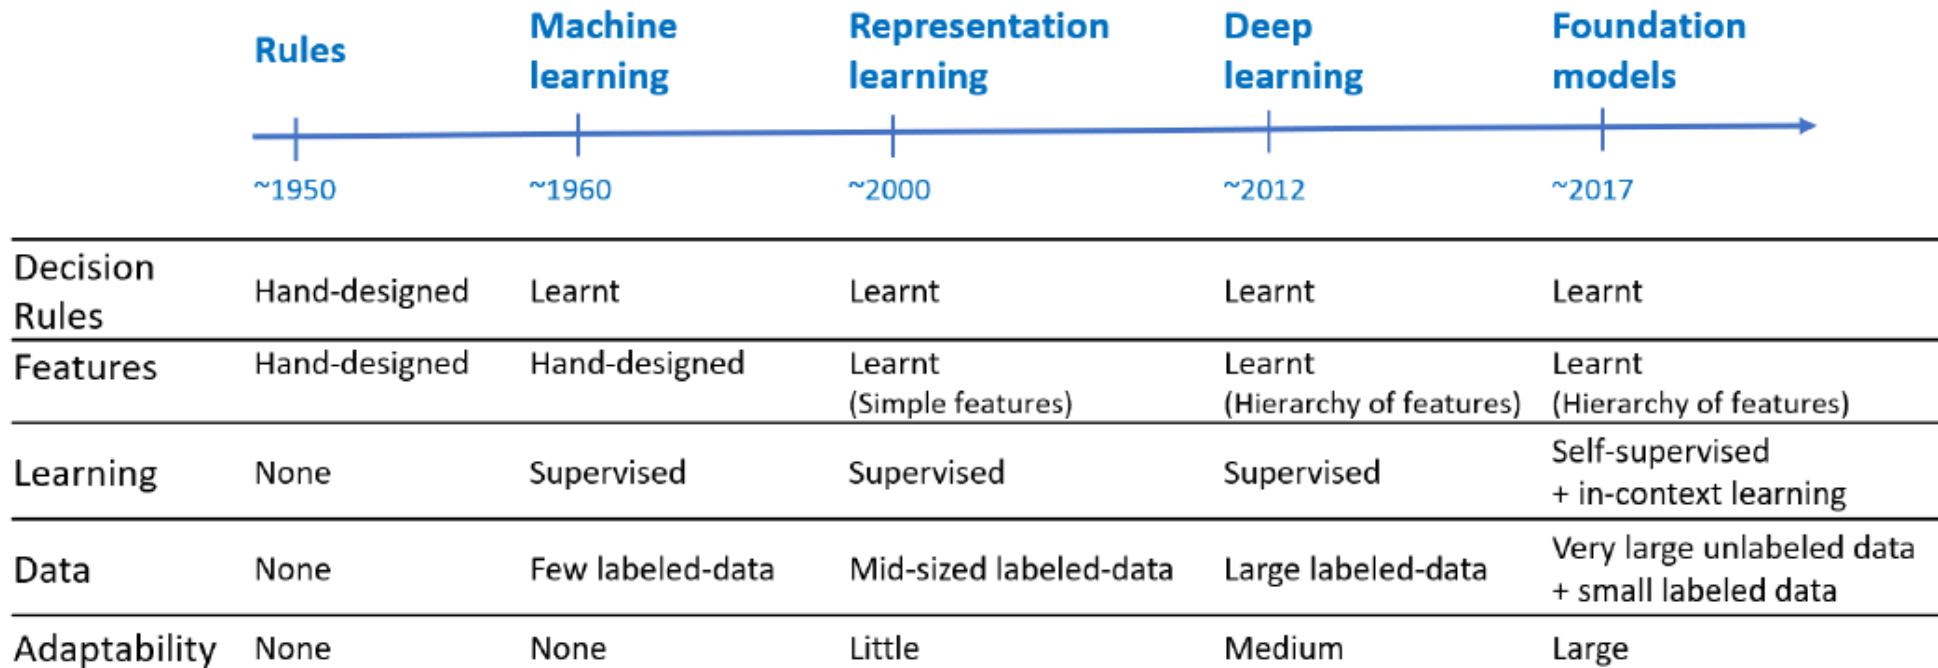 Rules
Machine
learning
Representation
learning
Deep
learning
Foundation
models
~1950
~1960
~2000
~2012
~2017
Decision
Rules
Hand-designed
Learnt
Learnt
Learnt
Learnt
Features
Hand-designed
Hand-designed
Learnt
(Simple features)
Learnt
(Hierarchy of features)
Learnt
(Hierarchy of features)
Learning
None
Supervised
Supervised
Supervised
Self-supervised
+ in-context learning
Data
None
Few labeled-data
Mid-sized labeled-data
Large labeled-data
Very large unlabeled data
+ small labeled data
Adaptability
None
None
Little
Medium
Large